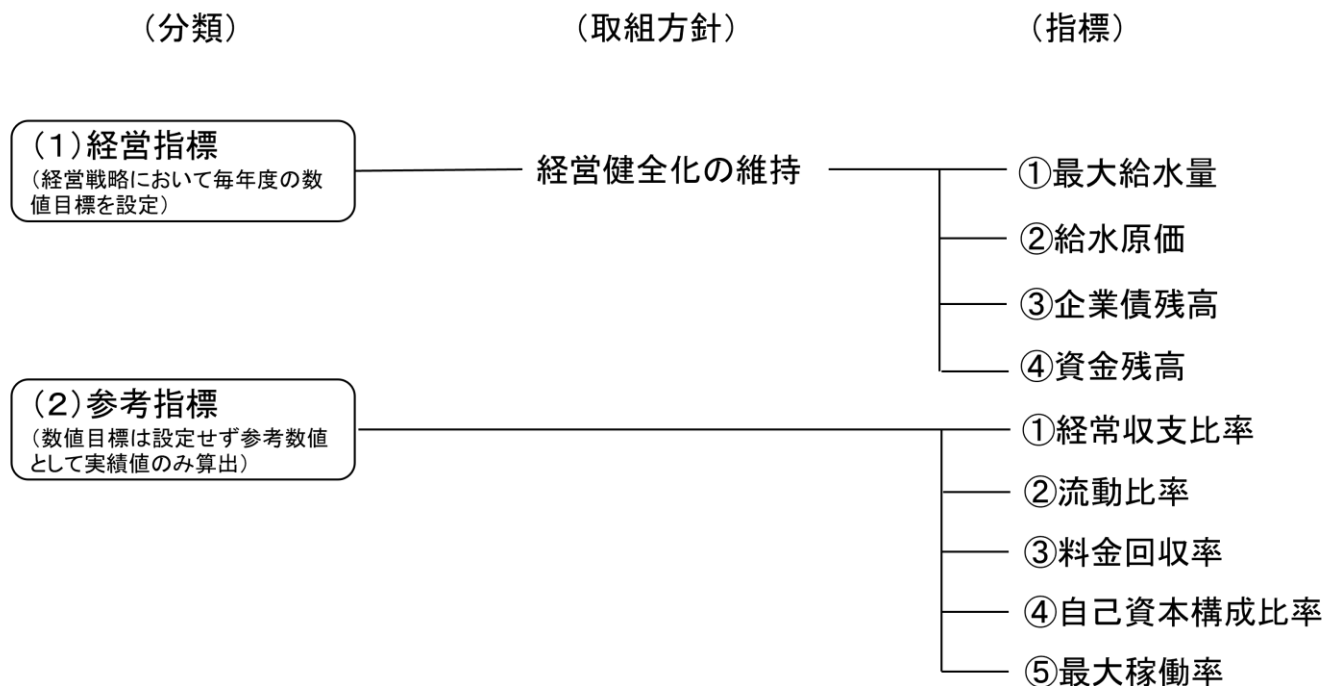 （分類）
（取組方針）
（指標）
（１）経営指標
（経営戦略において毎年度の数
値目標を設定）
経営健全化の維持
①最大給水量
②給水原価
③企業債残高
④資金残高
（２）参考指標
（数値目標は設定せず参考数値
として実績値のみ算出）
①経常収支比率
②流動比率
③料金回収率
④自己資本構成比率
⑤最大稼働率